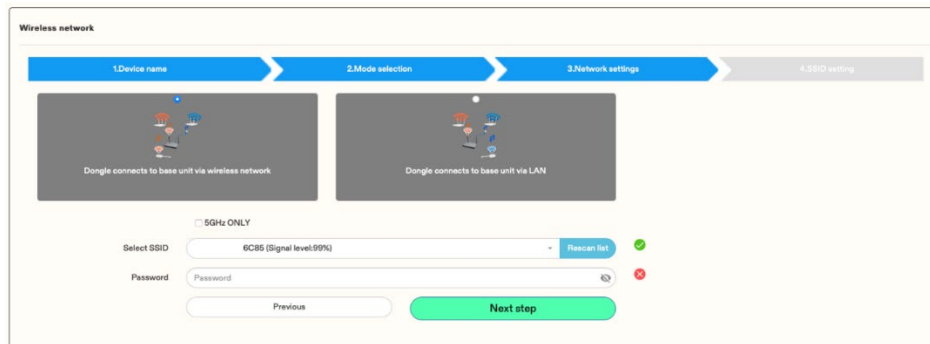 Wireless network
1.Device name
2.Mode selection
3.Network settings
4.SSID setting
Dongle connects to base unit via wireless network
Dongle connects to base unit via LAN
5GHz ONLY
Select SSID
6C85 (Signal level:99%)
Rescan list
Password
Password
Previous
Next step